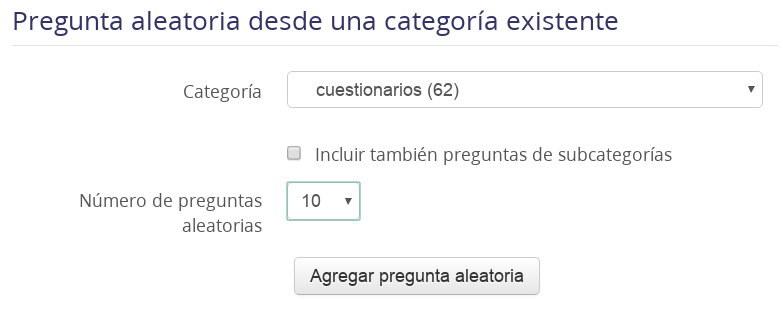 Pregunta aleatoria desde una categoría existente
Categoría
cuestionarios (62)
Incluir también preguntas de subcategorías
Número de preguntas
aleatorias
10
Agregar pregunta aleatoria